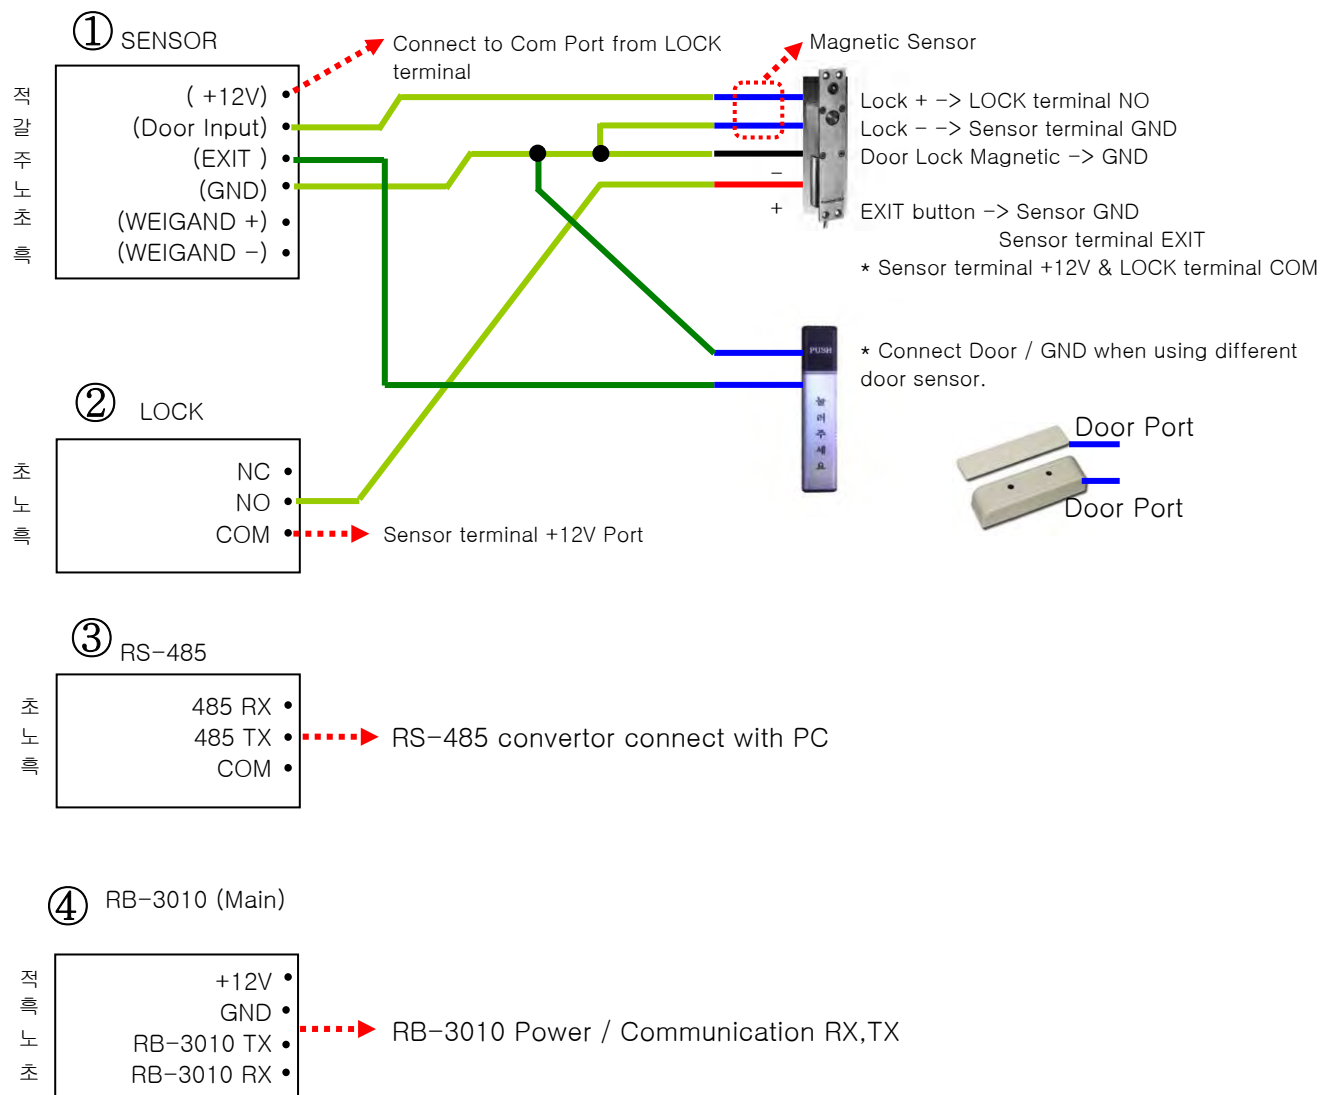 ① SENSOR
적 ( +12V)
갈 (Door Input)
주 (EXIT )
노 (GND)
초 (WEIGAND +)
흑 (WEIGAND -)
Connect to Com Port from LOCK
terminal
Magnetic Sensor
Lock + -> LOCK terminal NO
Lock - -> Sensor terminal GND
Door Lock Magnetic -> GND
-
+
EXIT button -> Sensor GND
Sensor terminal EXIT
* Sensor terminal +12V & LOCK terminal COM
PUSH
눌
러
주
세
요
* Connect Door / GND when using different
door sensor.
Door Port
Door Port
② LOCK
초 NC
노 NO
흑 COM
Sensor terminal +12V Port
③ RS-485
초 485 RX
노 485 TX
흑 COM
RS-485 convertor connect with PC
④ RB-3010 (Main)
적 +12V
흑 GND
노 RB-3010 TX
초 RB-3010 RX
RB-3010 Power / Communication RX,TX